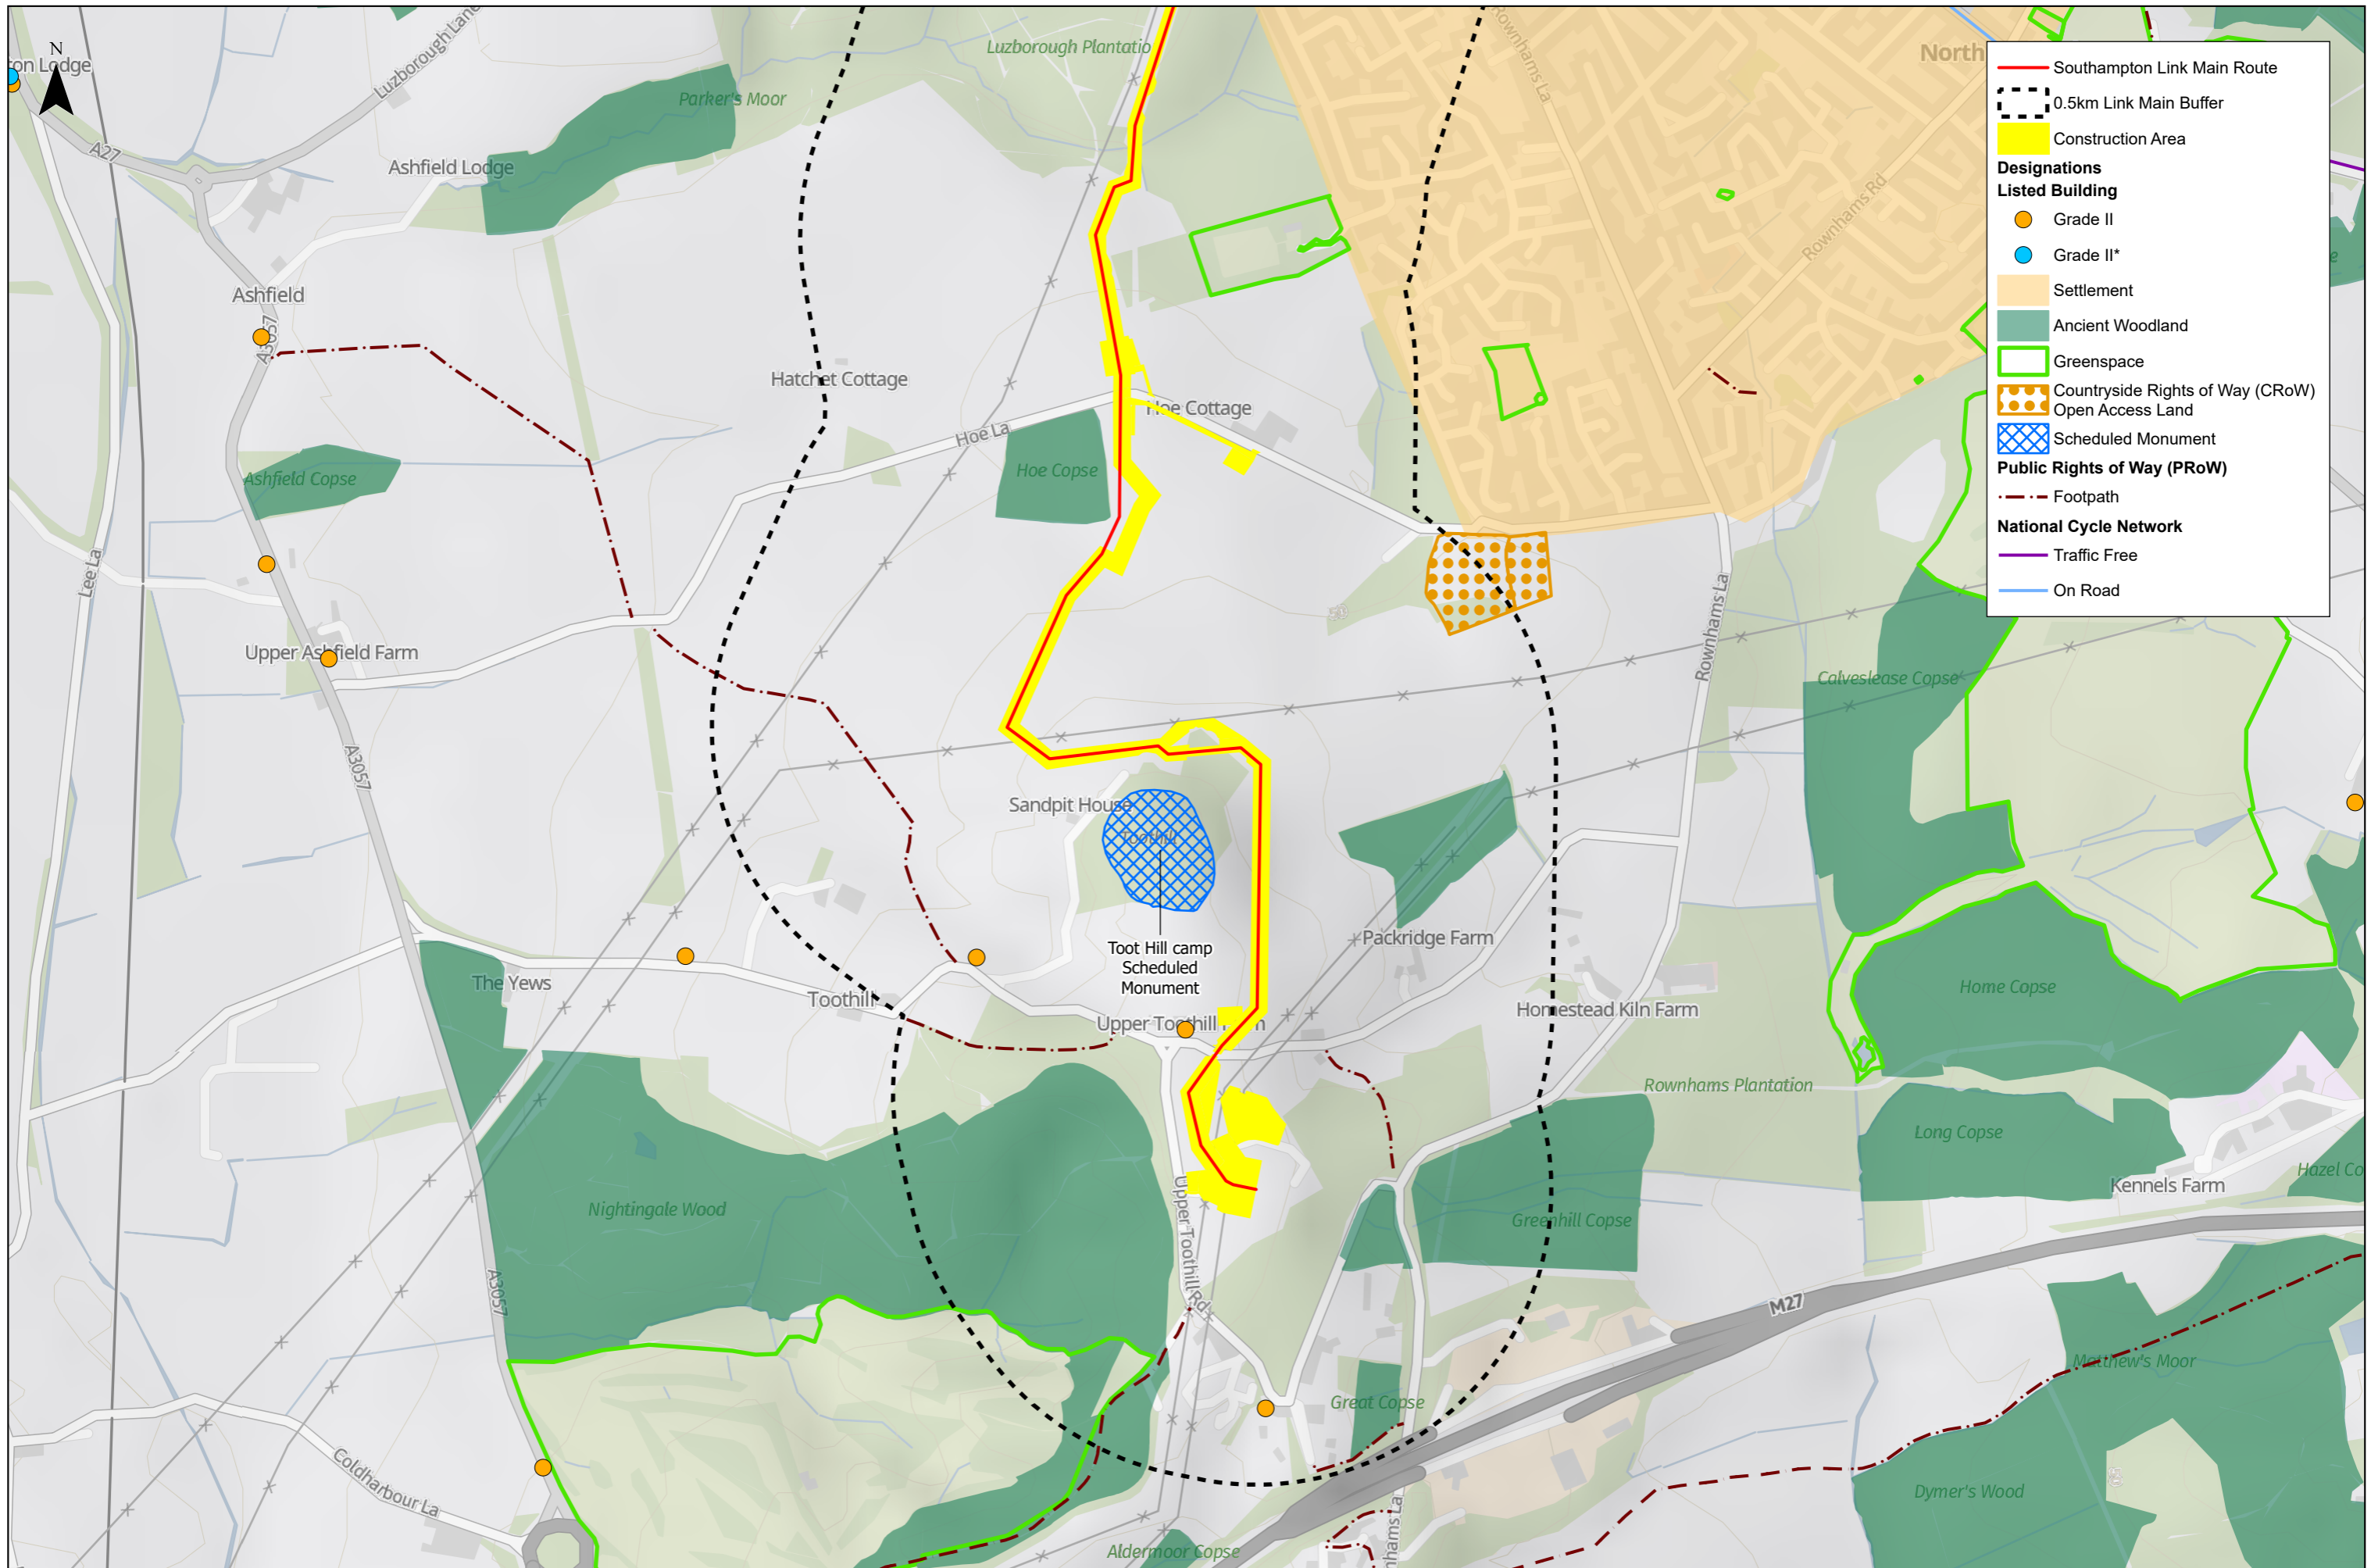 N
ton Lodge
Luzborough Lane
Luzborough Plantatio
Rownhams La
North
Parker's Moor
A27
Ashfield Lodge
Rownhams Rd
Ashfield
A3057
Hatchet Cottage
Hoe Cottage
Hoe La
Hoe Copse
Ashfield Copse
Lee La
Upper Ashfield Farm
Rownhams La
Calveslease Copse
A3057
Sandpit House
Toothill
Toot Hill camp
Scheduled
Monument
Packridge Farm
The Yews
Toothill
Upper Toothill Farm
Homestead Kiln Farm
Home Copse
Rownhams Plantation
Long Copse
Hazel Co
Kennels Farm
Nightingale Wood
Greenhill Copse
Upper Toothill Rd
A3057
M27
Matthew's Moor
Great Copse
Coldharbour La
Dymer's Wood
nhams La
Aldermoor Copse
Southampton Link Main Route
0.5km Link Main Buffer
Construction Area
Designations
Listed Building
Grade II
Grade II*
Settlement
Ancient Woodland
Greenspace
Countryside Rights of Way (CRoW)
Open Access Land
Scheduled Monument
Public Rights of Way (PRoW)
Footpath
National Cycle Network
Traffic Free
On Road